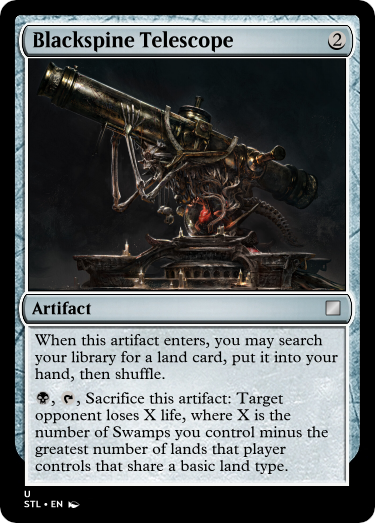 Blackspine Telescope 2
Artifact
When this artifact enters, you may search
your library for a land card, put it into your
hand, then shuffle.
, , Sacrifice this artifact: Target
opponent loses X life, where X is the
number of Swamps you control minus the
greatest number of lands that player
controls that share a basic land type.
U
STL • EN